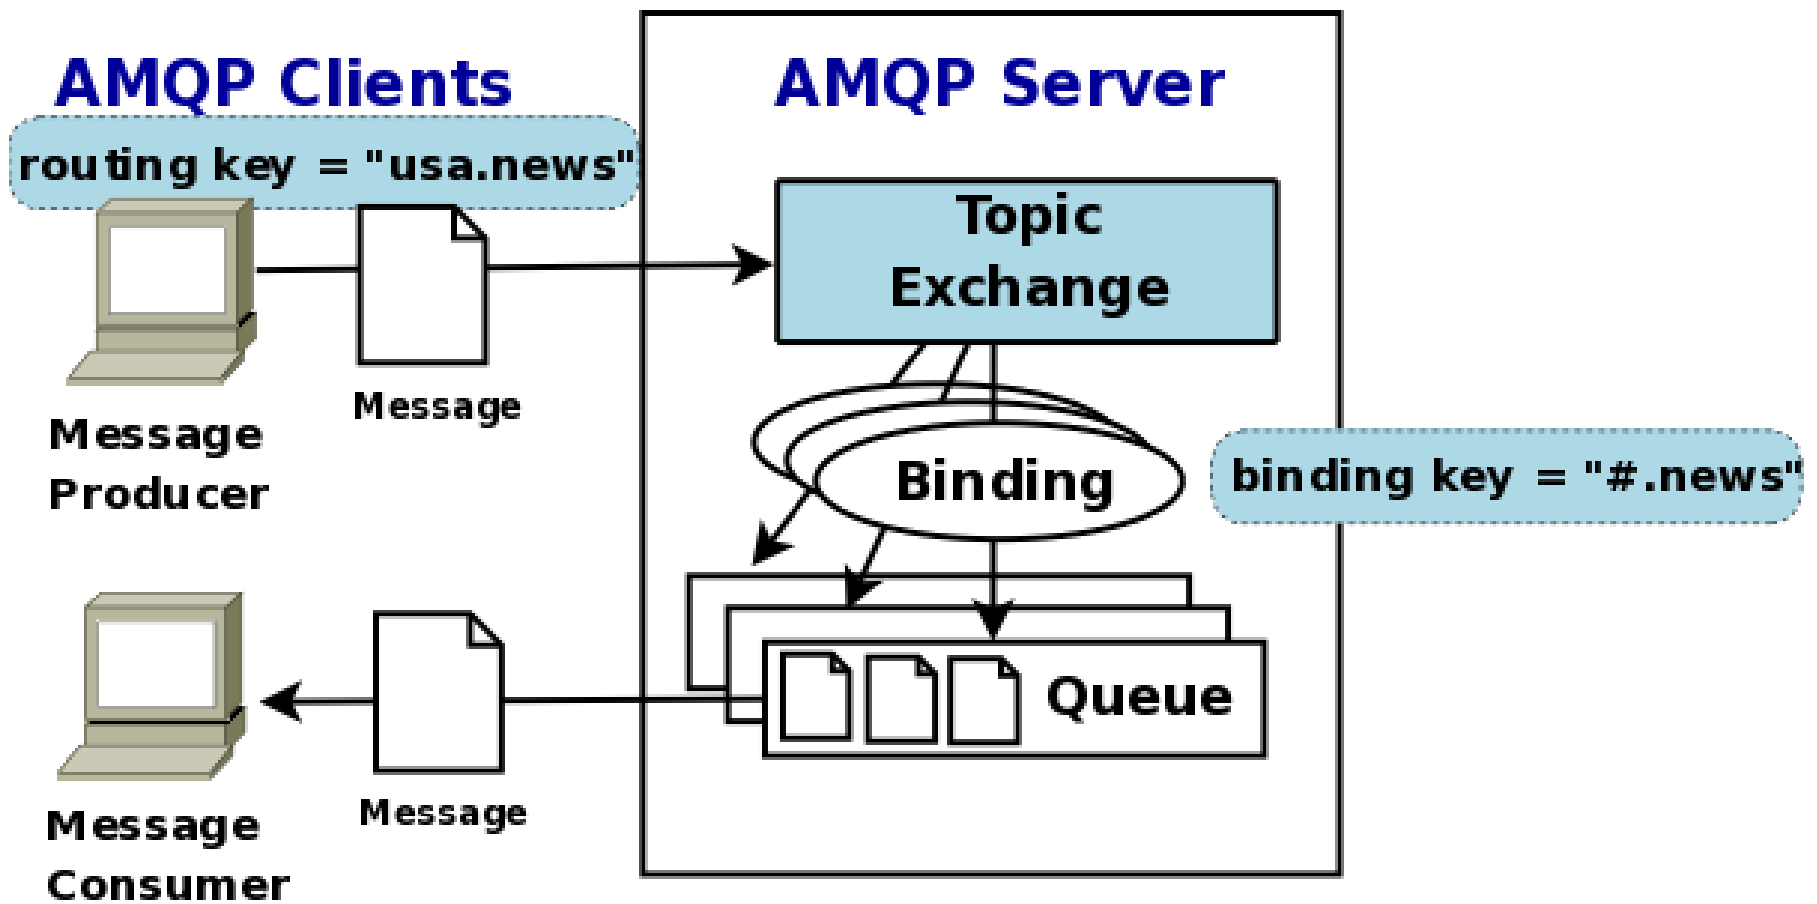 AMQP Clients
AMQP Server
routing key = "usa.news"
Topic
Exchange
Message
Message
Producer
Binding
binding key = "#.news"
Queue
Message
Message
Consumer